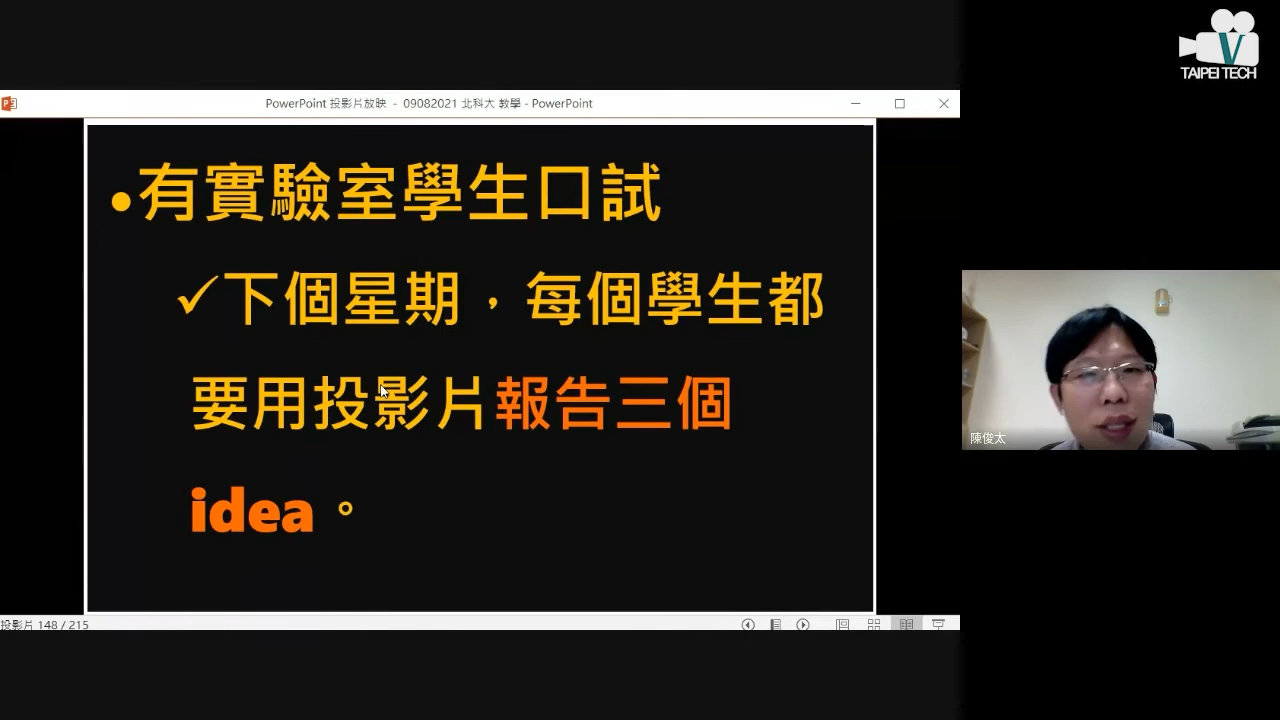 PowerPoint 投影片放映 - 09082021 北科大 教學 - PowerPoint
•有實驗室學生口試
✓下個星期，每個學生都
要用投影片報告三個
idea。
投影片 148 / 215
V
TAIPEI TECH
陳俊太